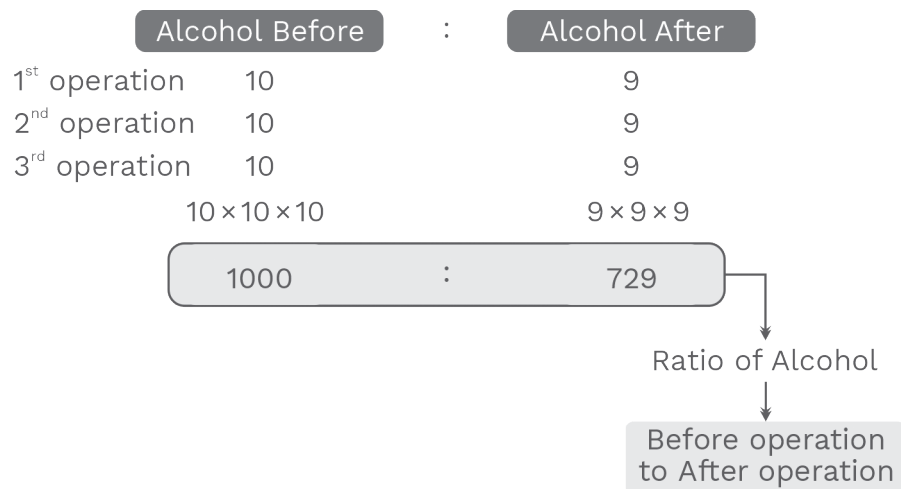 Alcohol Before : Alcohol After
1st operation 10 9
2nd operation 10 9
3rd operation 10 9
10×10×10 9×9×9
1000 : 729
Ratio of Alcohol
Before operation
to After operation